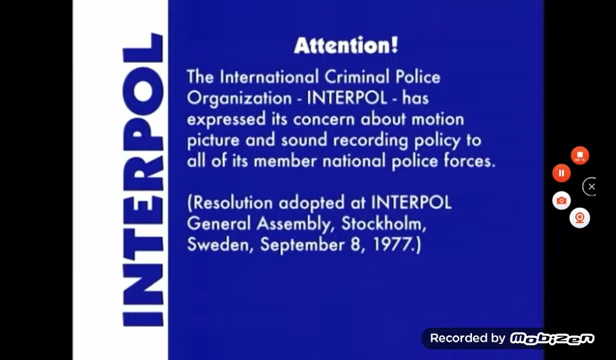 INTERPOL
Attention!
The International Criminal Police
Organization - INTERPOL - has
expressed its concern about motion
picture and sound recording policy to
all of its member national police forces.
(Resolution adopted at INTERPOL
General Assembly, Stockholm,
Sweden, September 8, 1977.)
Recorded by Mobizen